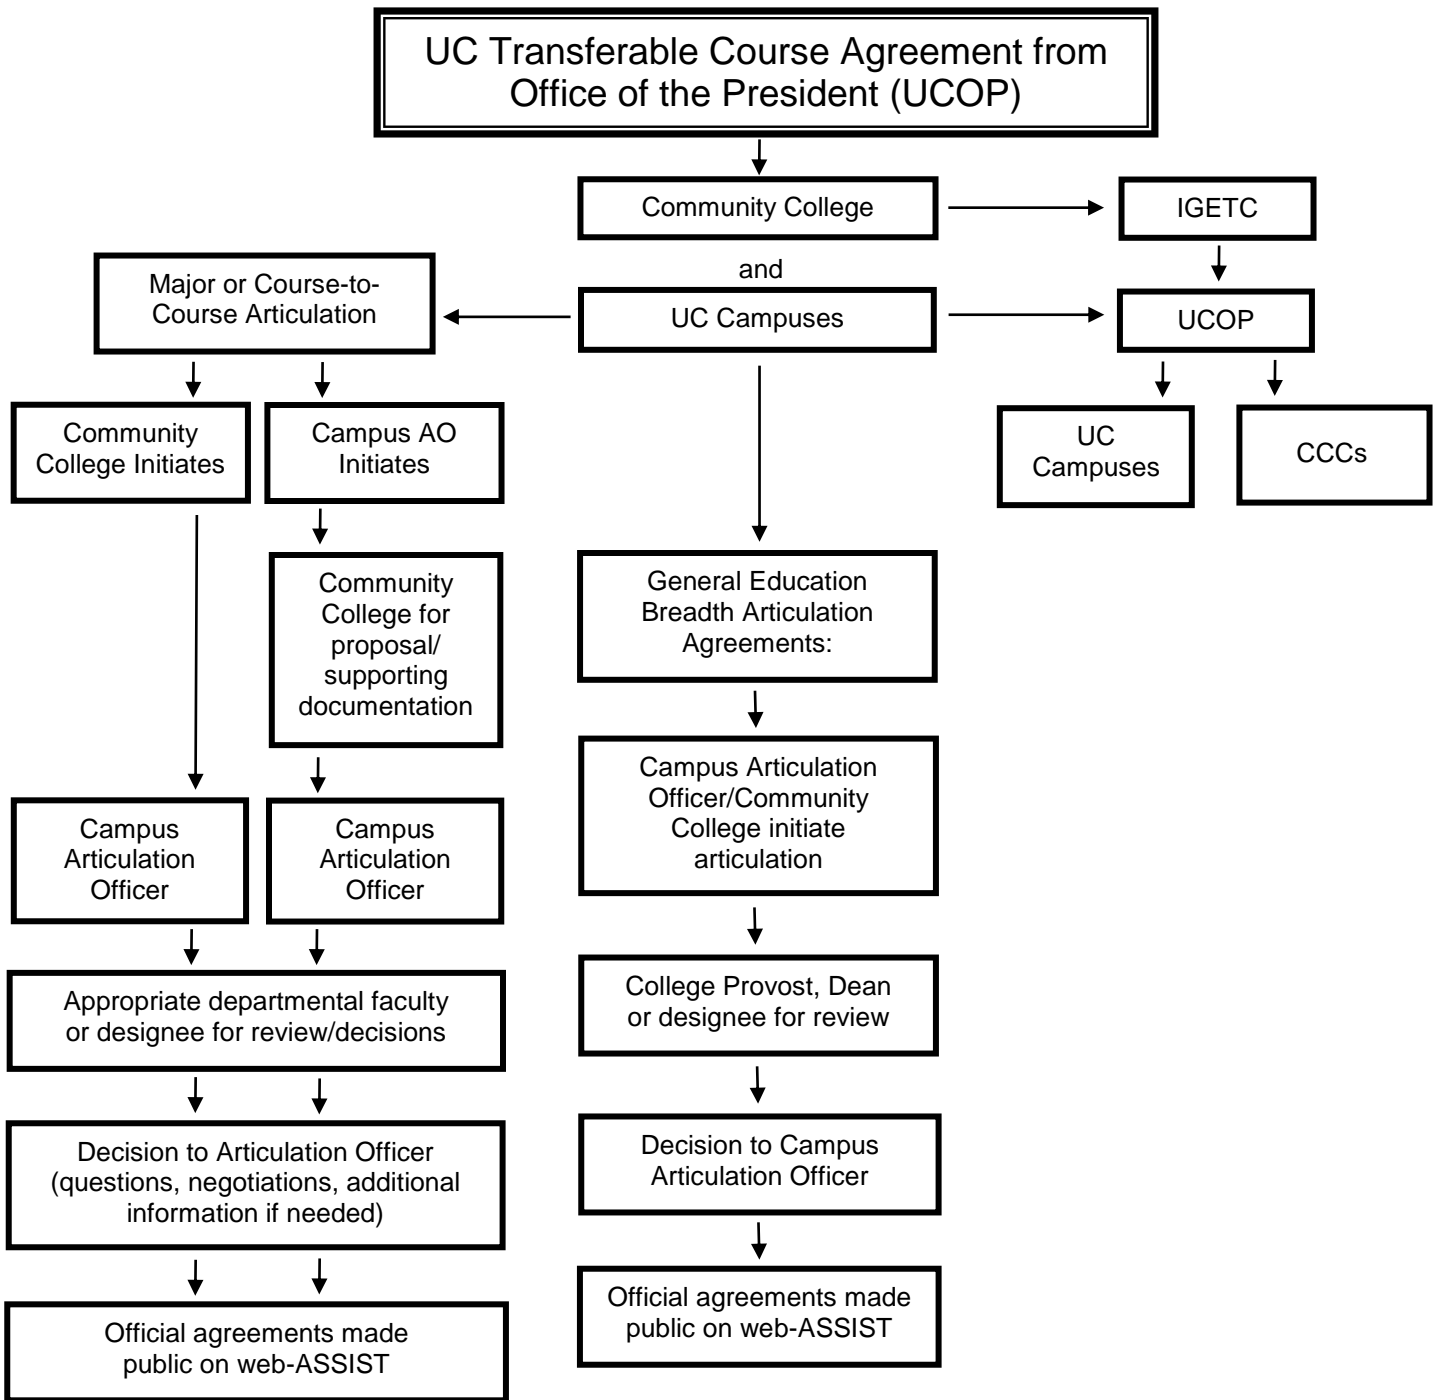 UC Transferable Course Agreement from
Office of the President (UCOP)
Community College
IGETC
and
Major or Course-to-
Course Articulation
UC Campuses
UCOP
Community
College Initiates
Campus AO
Initiates
UC
Campuses
CCCs
Community
College for
proposal/
supporting
documentation
General Education
Breadth Articulation
Agreements:
Campus Articulation
Officer/Community
College initiate
articulation
Campus
Articulation
Officer
Campus
Articulation
Officer
Appropriate departmental faculty
or designee for review/decisions
College Provost, Dean
or designee for review
Decision to Articulation Officer
(questions, negotiations, additional
information if needed)
Decision to Campus
Articulation Officer
Official agreements made
public on web-ASSIST
Official agreements made
public on web-ASSIST